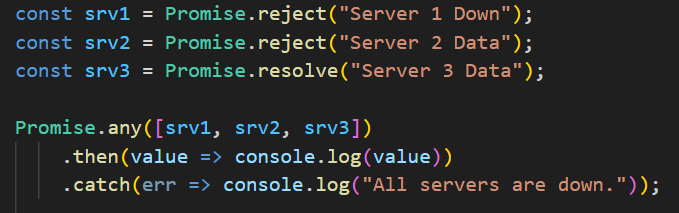 const srv1 = Promise.reject("Server 1 Down");
const srv2 = Promise.reject("Server 2 Data");
const srv3 = Promise.resolve("Server 3 Data");

Promise.any([srv1, srv2, srv3])
    .then(value => console.log(value))
    .catch(err => console.log("All servers are down."));